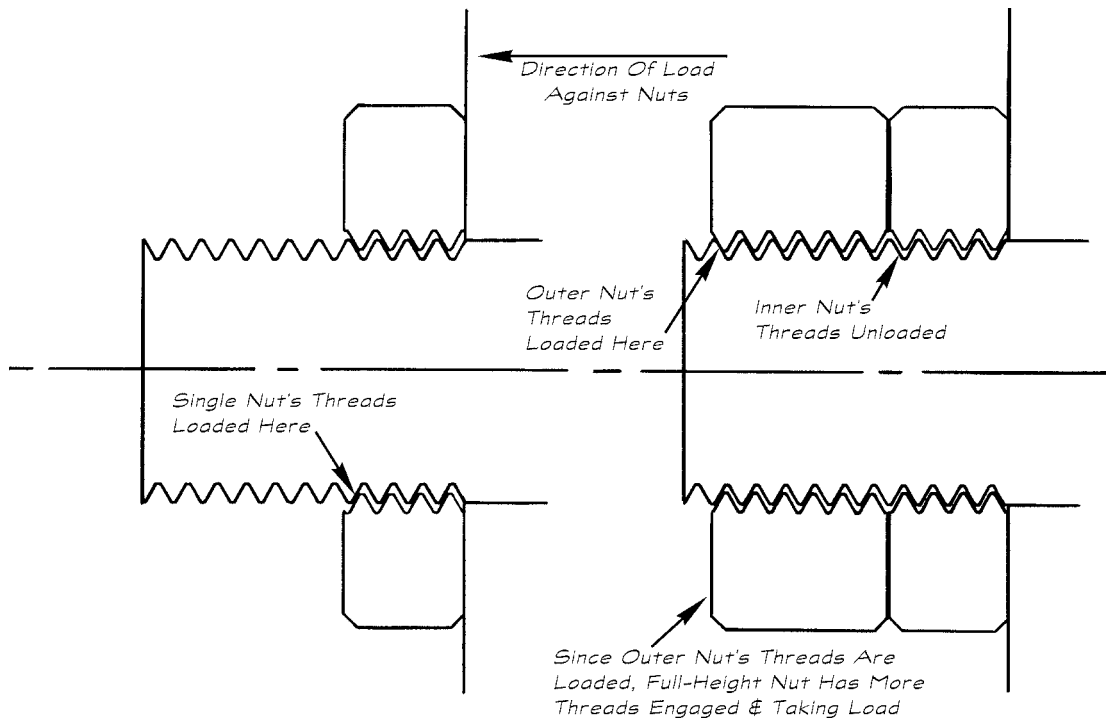 Direction Of Load
Against Nuts
Outer Nut's
Threads
Loaded Here
Inner Nut's
Threads Unloaded
Single Nut's Threads
Loaded Here
Since Outer Nut's Threads Are
Loaded, Full-Height Nut Has More
Threads Engaged & Taking Load